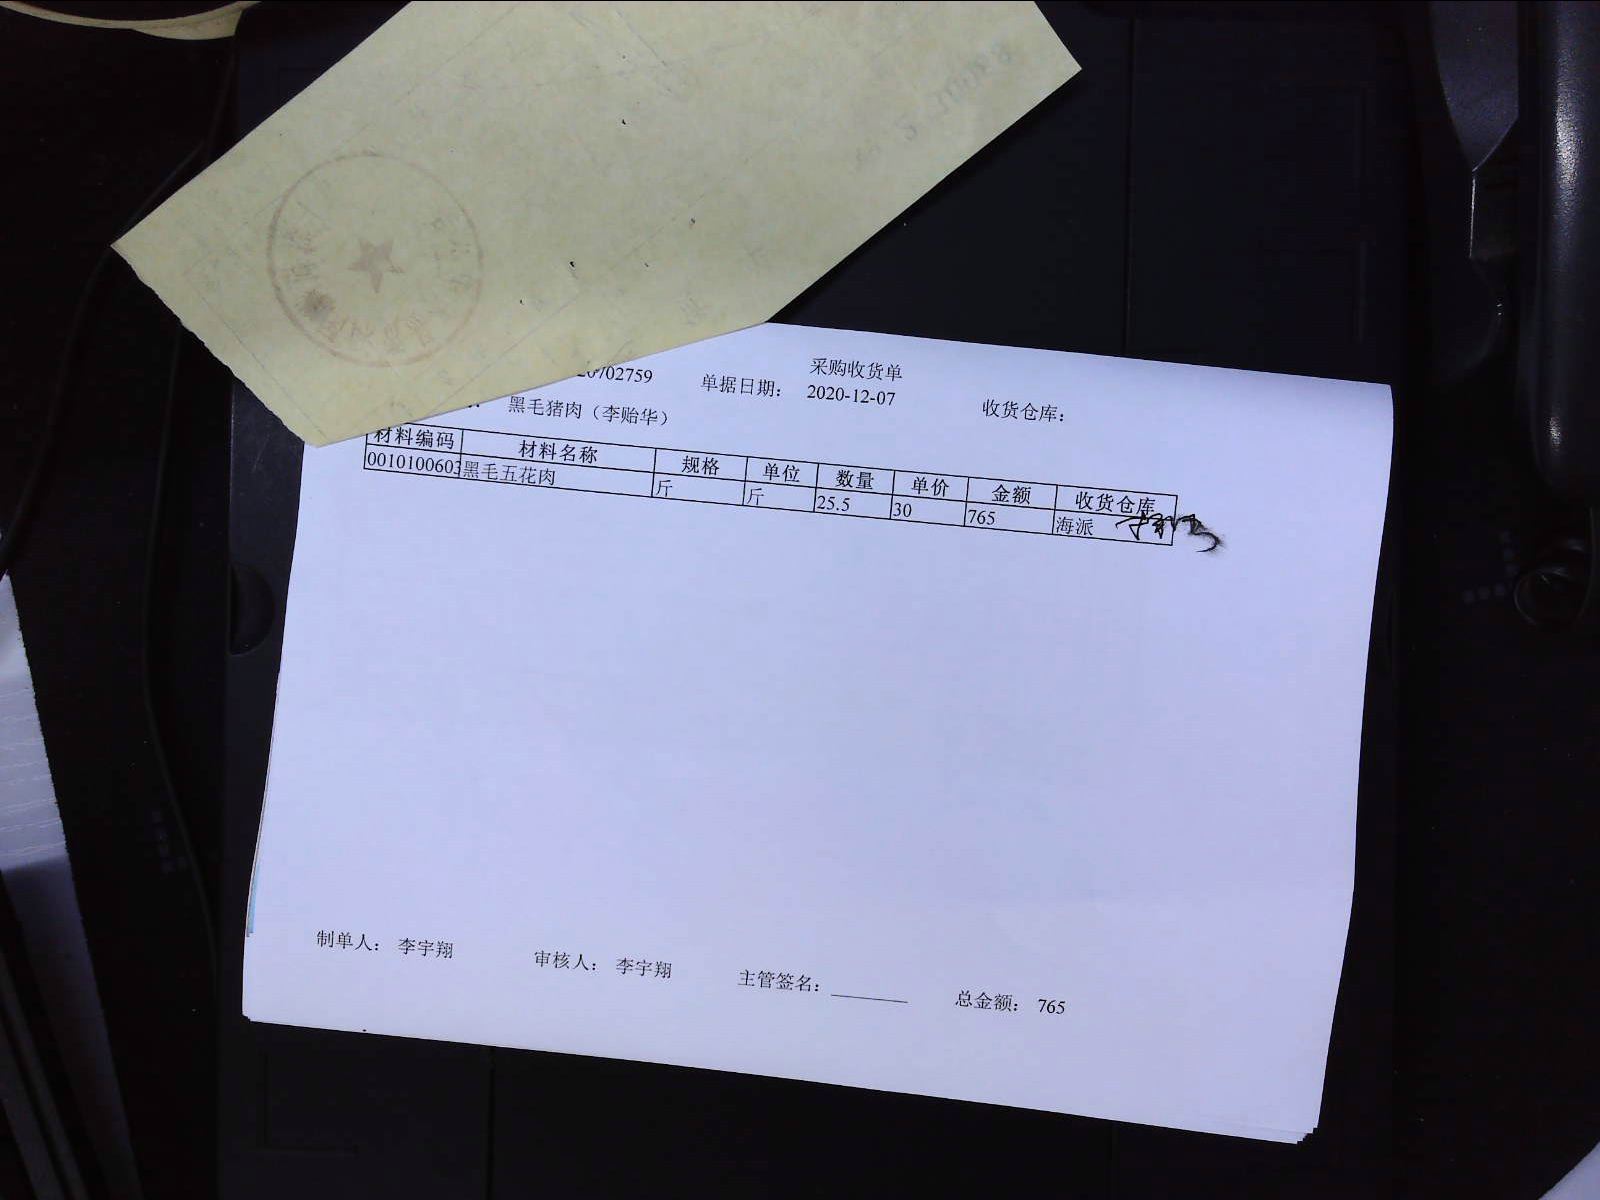 采购收货单
20702759 单据日期： 2020-12-07 收货仓库：
黑毛猪肉（李贻华）
材料编码 材料名称 规格 单位 数量 单价 金额 收货仓库
0010100603 黑毛五花肉 斤 斤 25.5 30 765 海派
制单人： 李宇翔 审核人： 李宇翔 主管签名： 总金额： 765